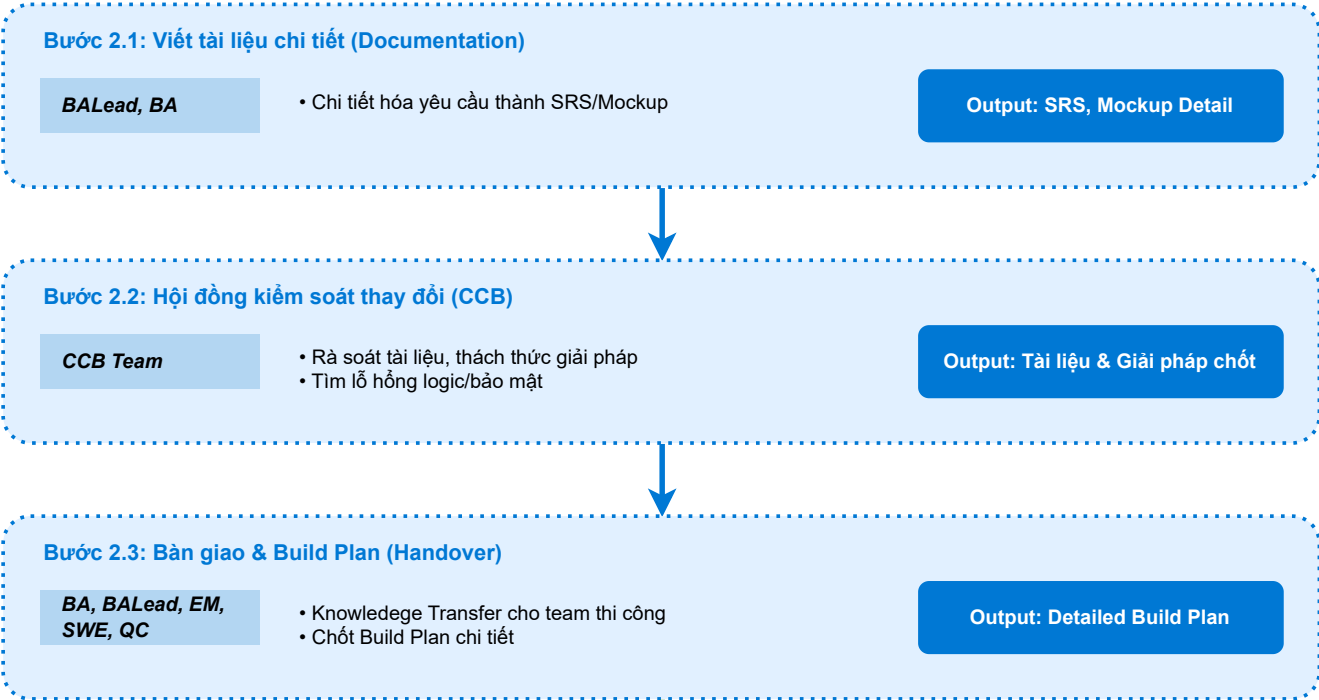 Bước 2.1: Viết tài liệu chi tiết (Documentation)
BALead, BA
• Chi tiết hóa yêu cầu thành SRS/Mockup
Output: SRS, Mockup Detail
Bước 2.2: Hội đồng kiểm soát thay đổi (CCB)
CCB Team
• Rà soát tài liệu, thách thức giải pháp
• Tìm lỗ hổng logic/bảo mật
Output: Tài liệu & Giải pháp chốt
Bước 2.3: Bàn giao & Build Plan (Handover)
BA, BALead, EM,
SWE, QC
• Knowledege Transfer cho team thi công
• Chốt Build Plan chi tiết
Output: Detailed Build Plan